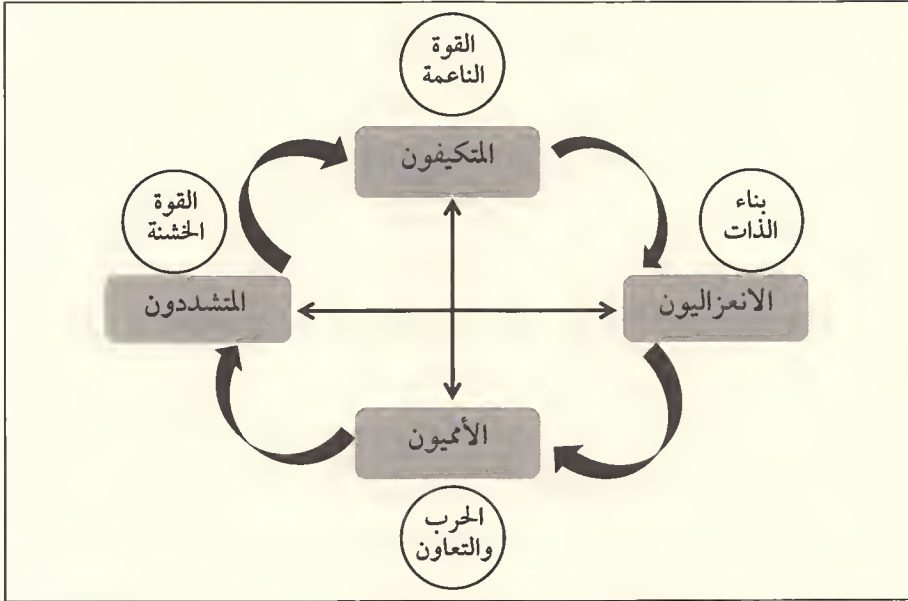 القوة
الناعمة
المتكيفون
القوة
الخشنة
بناء
الذات
المتشددون
الانعزاليون
الأمميون
الحرب
والتعاون